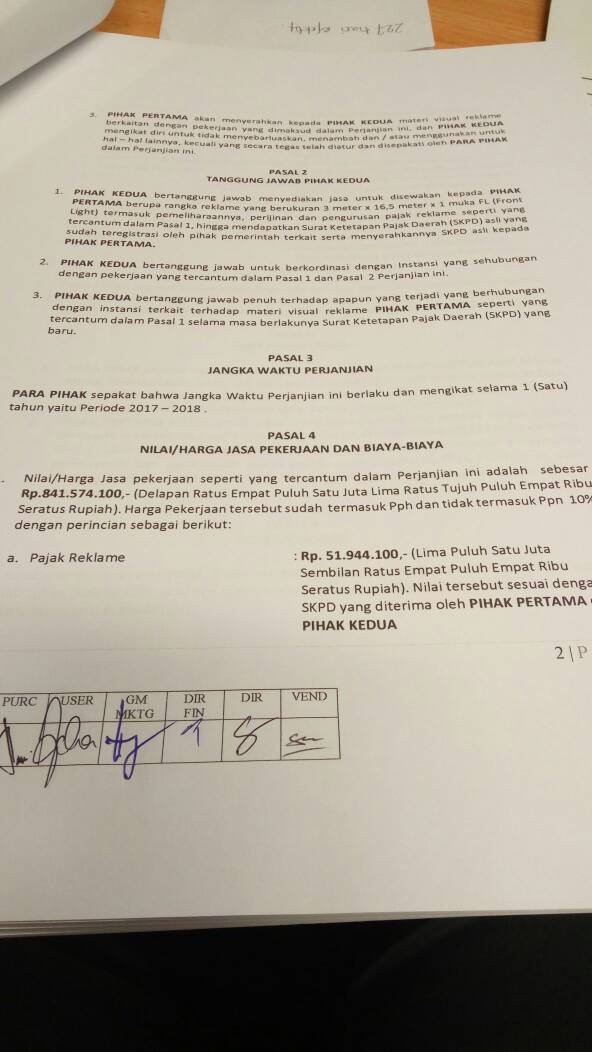 227 hari efektif
3. PIHAK PERTAMA akan menyerahkan kepada PIHAK KEDUA materi visual reklame
berkaitan dengan pekerjaan yang dimaksud dalam Perjanjian ini, dan PIHAK KEDUA
mengikat diri untuk tidak menyebarluaskan, menambah dan / atau menggunakan untuk
hal – hal lainnya, kecuali yang secara tegas telah diatur dan disepakati oleh PARA PIHAK
dalam Perjanjian ini.
PASAL 2
TANGGUNG JAWAB PIHAK KEDUA
1. PIHAK KEDUA bertanggung jawab menyediakan jasa untuk disewakan kepada PIHAK
PERTAMA berupa rangka reklame yang berukuran 3 meter x 16,5 meter x 1 muka FL (Front
Light) termasuk pemeliharaannya, perijinan dan pengurusan pajak reklame seperti yang
tercantum dalam Pasal 1, hingga mendapatkan Surat Ketetapan Pajak Daerah (SKPD) asli yang
sudah teregistrasi oleh pihak pemerintah terkait serta menyerahkannya SKPD asli kepada
PIHAK PERTAMA.
2. PIHAK KEDUA bertanggung jawab untuk berkordinasi dengan Instansi yang sehubungan
dengan pekerjaan yang tercantum dalam Pasal 1 dan Pasal 2 Perjanjian ini.
3. PIHAK KEDUA bertanggung jawab penuh terhadap apapun yang terjadi yang berhubungan
dengan instansi terkait terhadap materi visual reklame PIHAK PERTAMA seperti yang
tercantum dalam Pasal 1 selama masa berlakunya Surat Ketetapan Pajak Daerah (SKPD) yang
baru.
PASAL 3
JANGKA WAKTU PERJANJIAN
PARA PIHAK sepakat bahwa Jangka Waktu Perjanjian ini berlaku dan mengikat selama 1 (Satu)
tahun yaitu Periode 2017 – 2018 .
PASAL 4
NILAI/HARGA JASA PEKERJAAN DAN BIAYA-BIAYA
. Nilai/Harga Jasa pekerjaan seperti yang tercantum dalam Perjanjian ini adalah sebesar
Rp.841.574.100,- (Delapan Ratus Empat Puluh Satu Juta Lima Ratus Tujuh Puluh Empat Ribu
Seratus Rupiah). Harga Pekerjaan tersebut sudah termasuk Pph dan tidak termasuk Ppn 10%
dengan perincian sebagai berikut:
a. Pajak Reklame : Rp. 51.944.100,- (Lima Puluh Satu Juta
Sembilan Ratus Empat Puluh Empat Ribu
Seratus Rupiah). Nilai tersebut sesuai denga
SKPD yang diterima oleh PIHAK PERTAMA
PIHAK KEDUA
2 | P
PURC USER GM MKTG DIR FIN DIR VEND